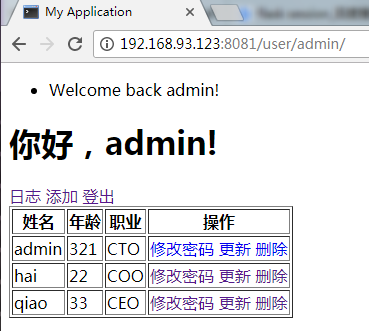 My Application
192.168.93.123:8081/user/admin/
Welcome back admin!
你好，admin!
日志 添加 登出
姓名 年龄 职业 操作
admin 321 CTO 修改密码 更新 删除
hai 22 COO 修改密码 更新 删除
qiao 33 CEO 修改密码 更新 删除